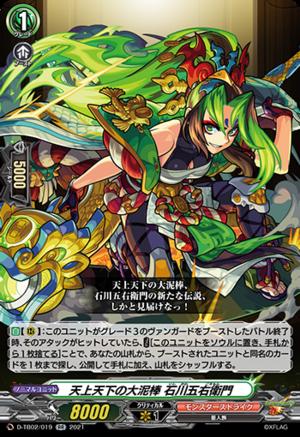 グレード
1
ブースト
シールド
5000
天上天下の大泥棒、
石川五右衛門の新たな伝説、
しかと見届けなっ！
自【R】：このユニットがグレード３のヴァンガードをブーストしたバトル終了
時、そのアタックがヒットしていたら、【コスト】[このユニットをソウルに置き、手札か
ら１枚捨てる]ことで、あなたの山札から、ブーストされたユニットと同名のカー
ドを１枚まで探し、公開して手札に加え、山札をシャッフルする。
ノーマルユニット
天上天下の大泥棒 石川五右衛門
パワー
8000
クリティカル
1
モンスターストライク
亜人族
D-TB02/019 RR 2021
©XFLAG